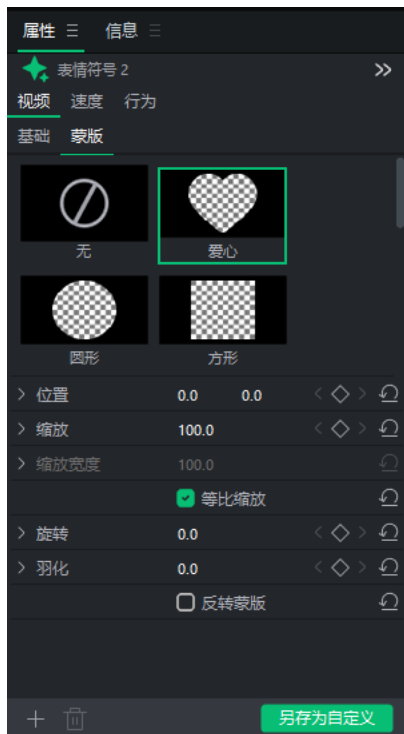 属性 信息
表情符号 2
视频 速度 行为
基础 蒙版
无 爱心
圆形 方形
位置 0.0 0.0
缩放 100.0
缩放宽度 100.0
等比缩放
旋转 0.0
羽化 0.0
反转蒙版
另存为自定义